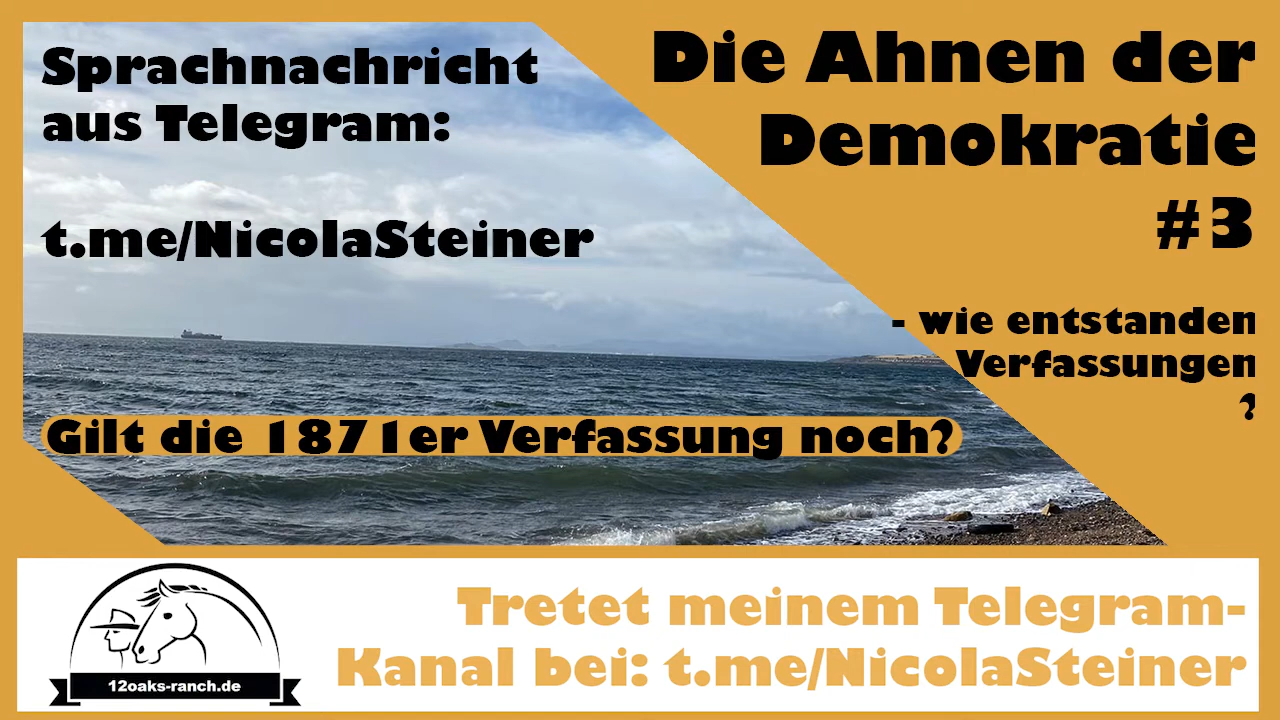 Sprachnachricht
aus Telegram:
t.me/NicolaSteiner
Die Ahnen der
Demokratie
#3
- wie entstanden
Verfassungen
?
Gilt die 1871er Verfassung noch?
12oaks-ranch.de
Tretet meinem Telegram-
Kanal bei: t.me/NicolaSteiner